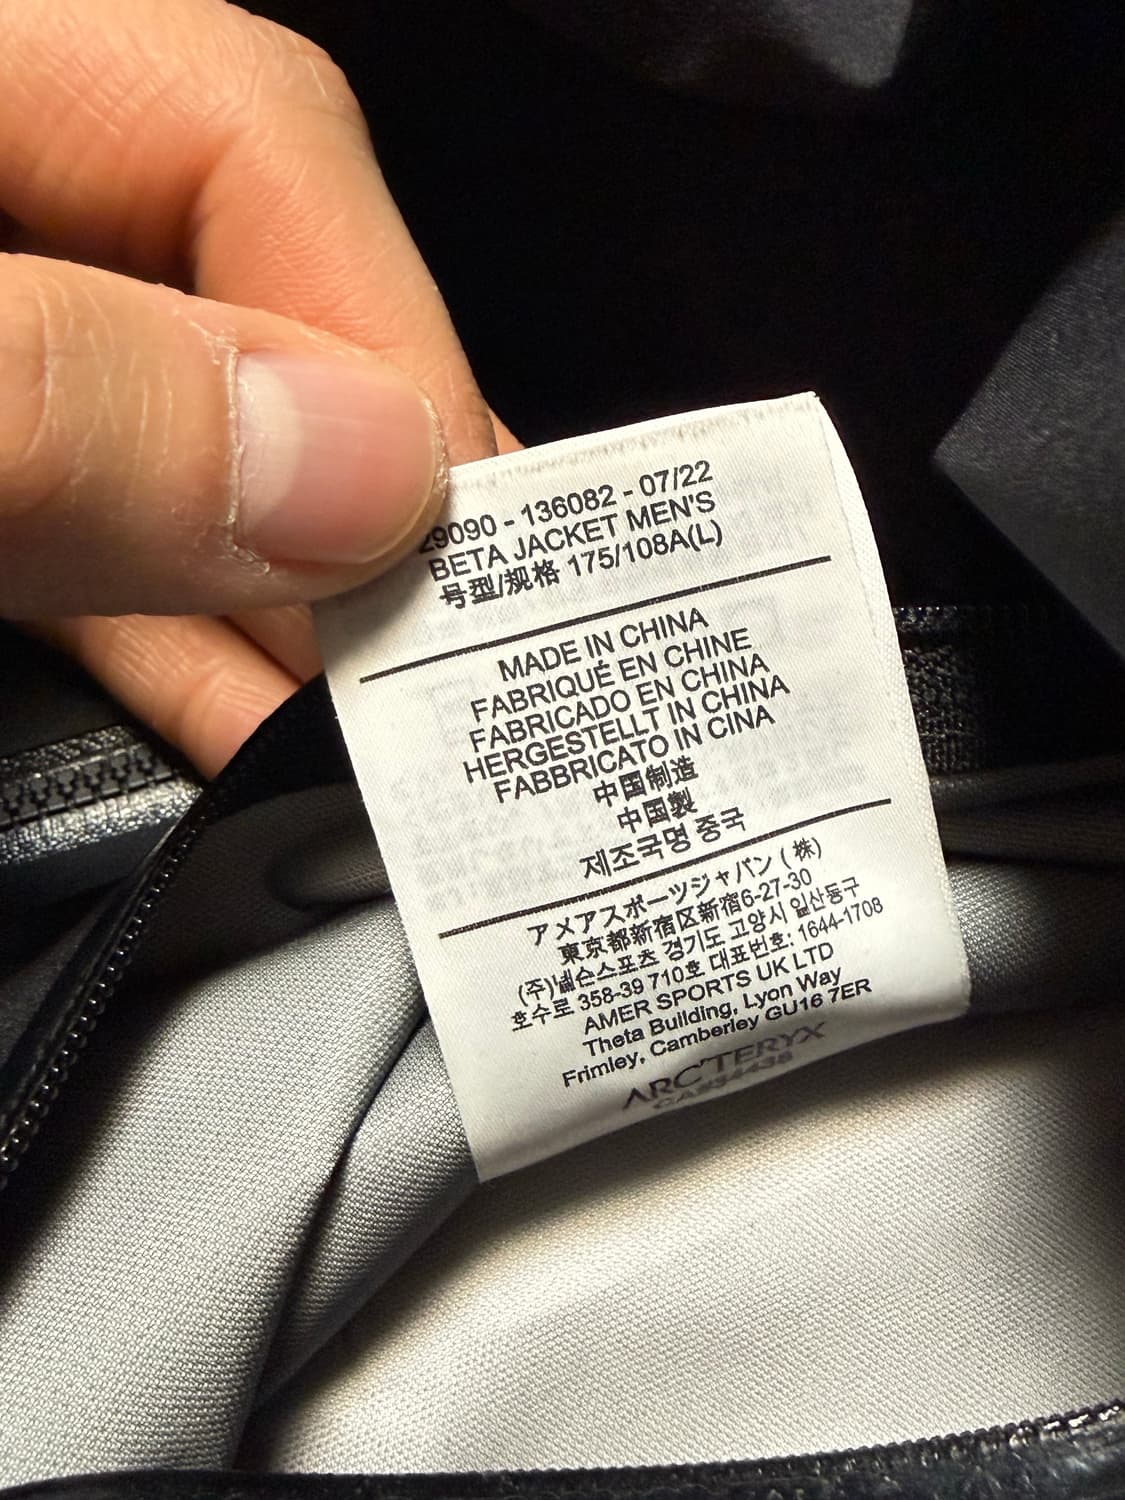 29090 - 136082 - 07/22
BETA JACKET MEN'S
号型/规格 175/108A(L)
MADE IN CHINA
FABRIQUÉ EN CHINE
FABRICADO EN CHINA
HERGESTELLT IN CHINA
FABBRICATO IN CINA
中国制造
中国製
제조국명 중국
アメアスポーツジャパン (株)
東京都新宿区新宿6-27-30
(주)넬슨스포츠 경기도 고양시 일산동구
호수로 358-39 710호 대표번호: 1644-1708
AMER SPORTS UK LTD
Theta Building, Lyon Way
Frimley, Camberley GU16 7ER
ARC'TERYX